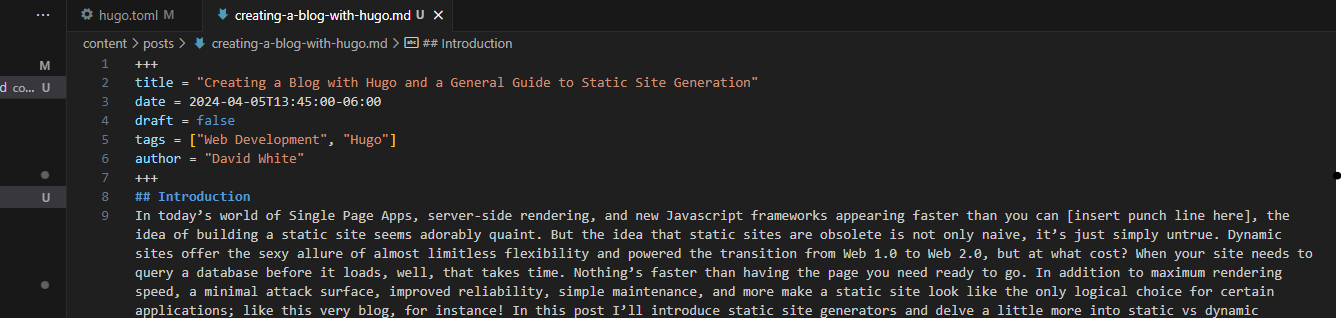 ...
hugo.toml M
creating-a-blog-with-hugo.md U ×
content > posts > creating-a-blog-with-hugo.md > abc ## Introduction
M
d co... U
U
1 +++
2 title = "Creating a Blog with Hugo and a General Guide to Static Site Generation"
3 date = 2024-04-05T13:45:00-06:00
4 draft = false
5 tags = ["Web Development", "Hugo"]
6 author = "David White"
7 +++
8 ## Introduction
9 In today’s world of Single Page Apps, server-side rendering, and new Javascript frameworks appearing faster than you can [insert punch line here], the
idea of building a static site seems adorably quaint. But the idea that static sites are obsolete is not only naive, it’s just simply untrue. Dynamic
sites offer the sexy allure of almost limitless flexibility and powered the transition from Web 1.0 to Web 2.0, but at what cost? When your site needs to
query a database before it loads, well, that takes time. Nothing’s faster than having the page you need ready to go. In addition to maximum rendering
speed, a minimal attack surface, improved reliability, simple maintenance, and more make a static site look like the only logical choice for certain
applications; like this very blog, for instance! In this post I’ll introduce static site generators and delve a little more into static vs dynamic